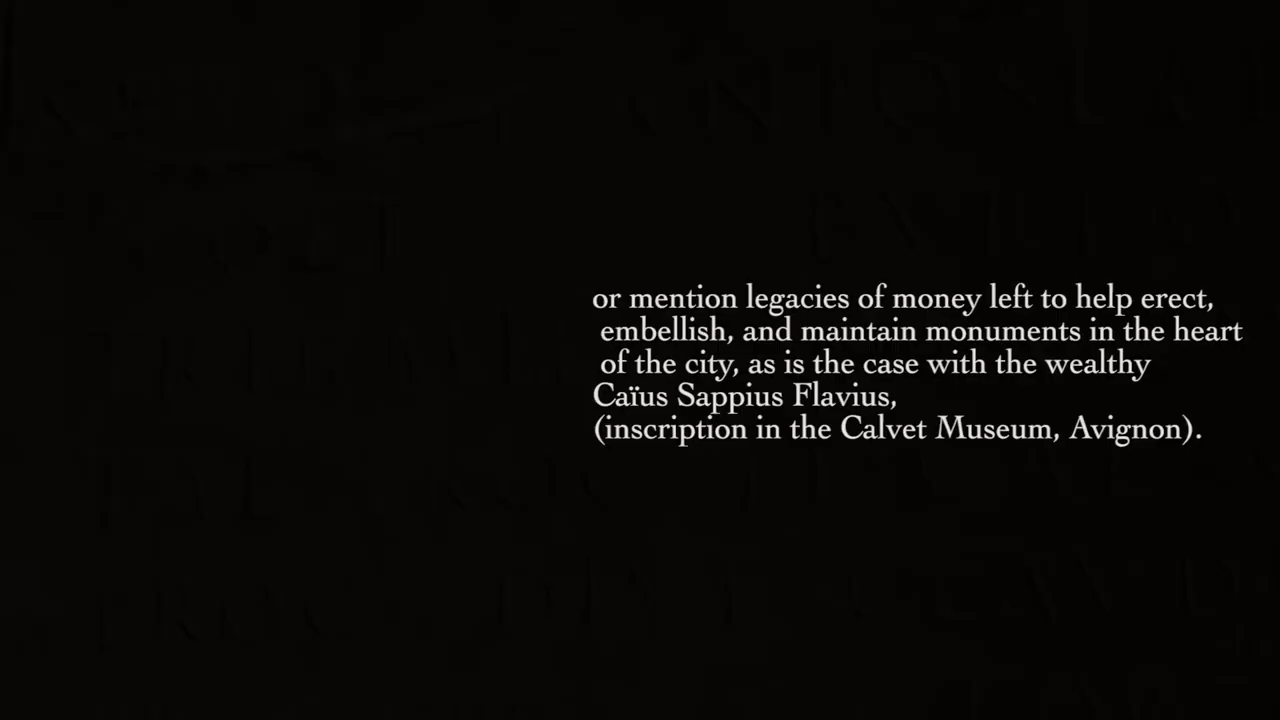 or mention legacies of money left to help erect,
embellish, and maintain monuments in the heart
of the city, as is the case with the wealthy
Caïus Sappius Flavius,
(inscription in the Calvet Museum, Avignon).